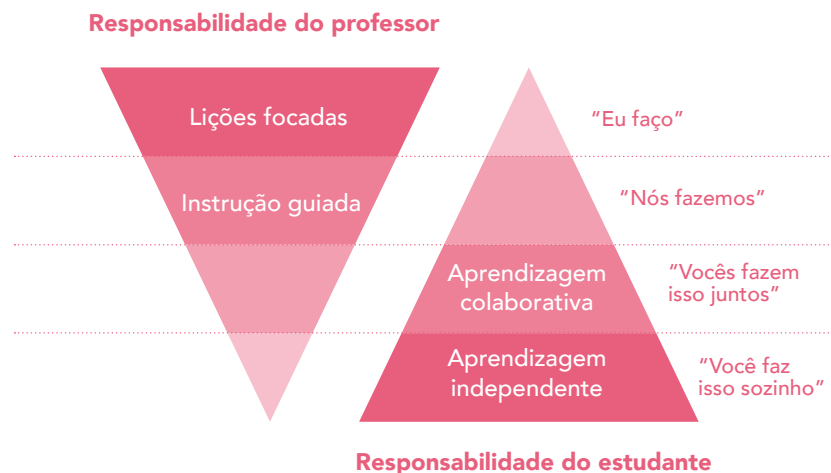 Responsabilidade do professor
Lições focadas
“Eu faço”
Instrução guiada
“Nós fazemos”
Aprendizagem
colaborativa
“Vocês fazem
isso juntos”
Aprendizagem
independente
“Você faz
isso sozinho”
Responsabilidade do estudante